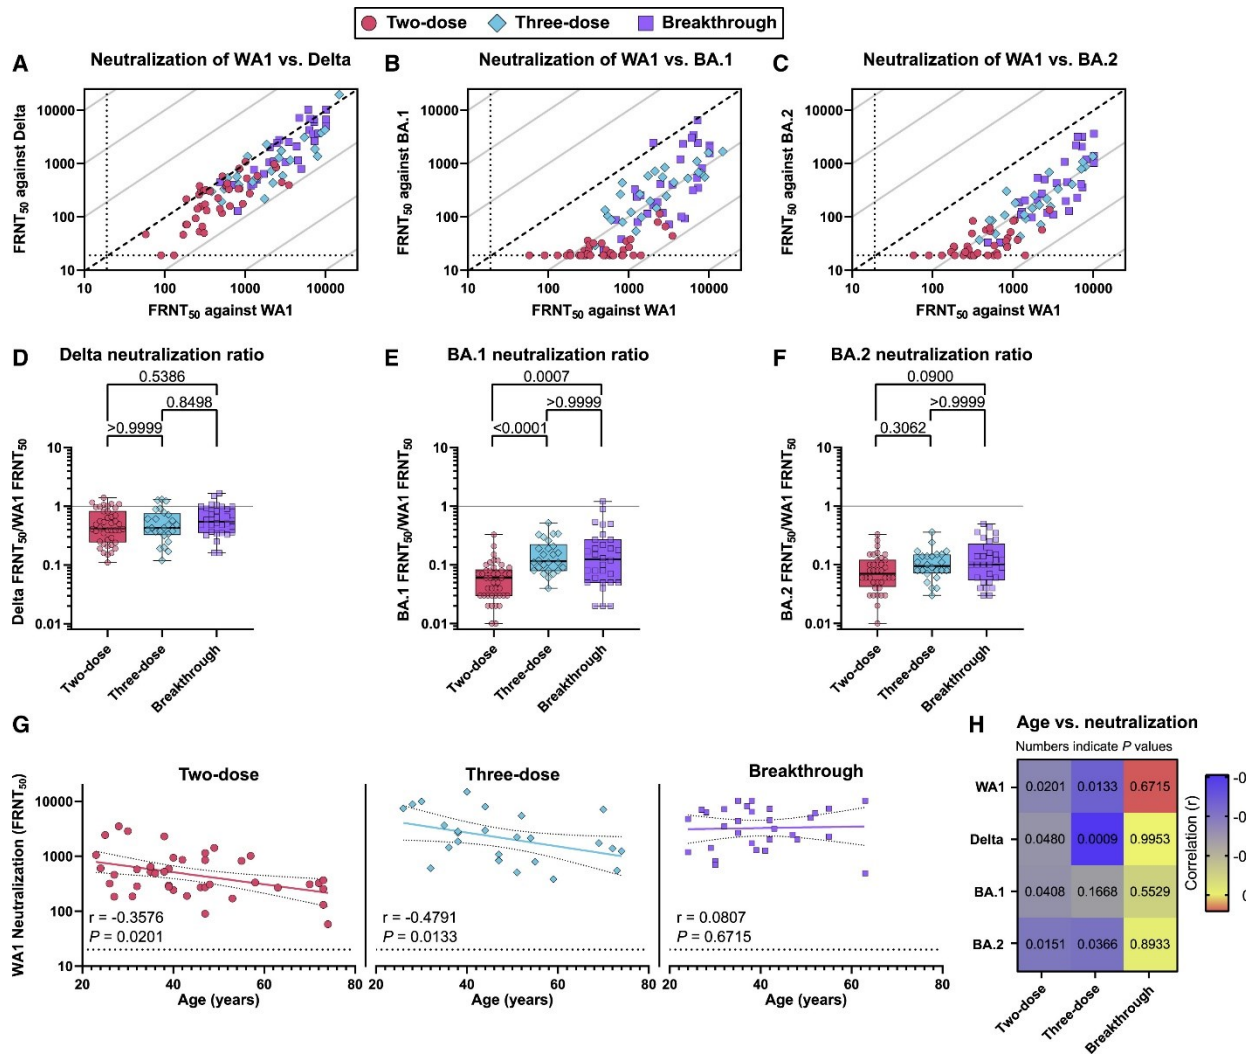 Two-dose Three-dose Breakthrough
A Neutralization of WA1 vs. Delta
FRNT50 against Delta
10000
1000
100
10
10 100 1000 10000
FRNT50 against WA1
B Neutralization of WA1 vs. BA.1
FRNT50 against BA.1
10000
1000
100
10
10 100 1000 10000
FRNT50 against WA1
C Neutralization of WA1 vs. BA.2
FRNT50 against BA.2
10000
1000
100
10
10 100 1000 10000
FRNT50 against WA1
D Delta neutralization ratio
0.5386
0.8498
>0.9999
Delta FRNT50/WA1 FRNT50
10
1
0.1
0.01
Two-dose
Three-dose
Breakthrough
E BA.1 neutralization ratio
0.0007
>0.9999
<0.0001
BA.1 FRNT50/WA1 FRNT50
10
1
0.1
0.01
Two-dose
Three-dose
Breakthrough
F BA.2 neutralization ratio
0.0900
>0.9999
0.3062
BA.2 FRNT50/WA1 FRNT50
10
1
0.1
0.01
Two-dose
Three-dose
Breakthrough
G
WA1 Neutralization (FRNT50)
10000
1000
100
10
Two-dose
r = -0.3576
P = 0.0201
20 40 60 80
Age (years)
Three-dose
r = -0.4791
P = 0.0133
20 40 60 80
Age (years)
Breakthrough
r = 0.0807
P = 0.6715
20 40 60 80
Age (years)
H Age vs. neutralization
Numbers indicate P values
WA1 0.0201 0.0133 0.6715
Delta 0.0480 0.0009 0.9953
BA.1 0.0408 0.1668 0.5529
BA.2 0.0151 0.0366 0.8933
Two-dose
Three-dose
Breakthrough
Correlation (r)
-0
-0
-0
0